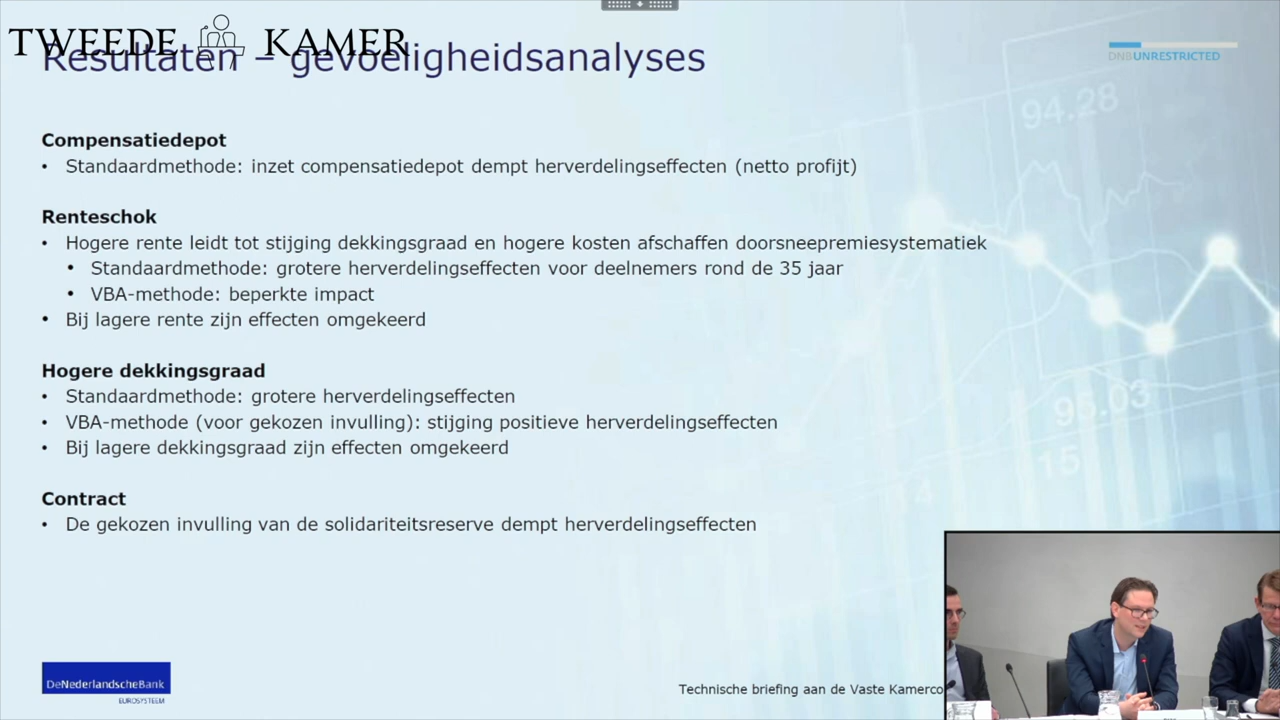 TWEEDE KAMER
Resultaten – gevoeligheidsanalyses
DNBUNRESTRICTED
94.28
Compensatiedepot
• Standaardmethode: inzet compensatiedepot dempt herverdelingseffecten (netto profijt)
Renteschok
• Hogere rente leidt tot stijging dekkingsgraad en hogere kosten afschaffen doorsneepremiesystematiek
• Standaardmethode: grotere herverdelingseffecten voor deelnemers rond de 35 jaar
• VBA-methode: beperkte impact
• Bij lagere rente zijn effecten omgekeerd
Hogere dekkingsgraad
• Standaardmethode: grotere herverdelingseffecten
• VBA-methode (voor gekozen invulling): stijging positieve herverdelingseffecten
• Bij lagere dekkingsgraad zijn effecten omgekeerd
Contract
• De gekozen invulling van de solidariteitsreserve dempt herverdelingseffecten
DeNederlandscheBank
EUROSYSTEEM
Technische briefing aan de Vaste Kamerco